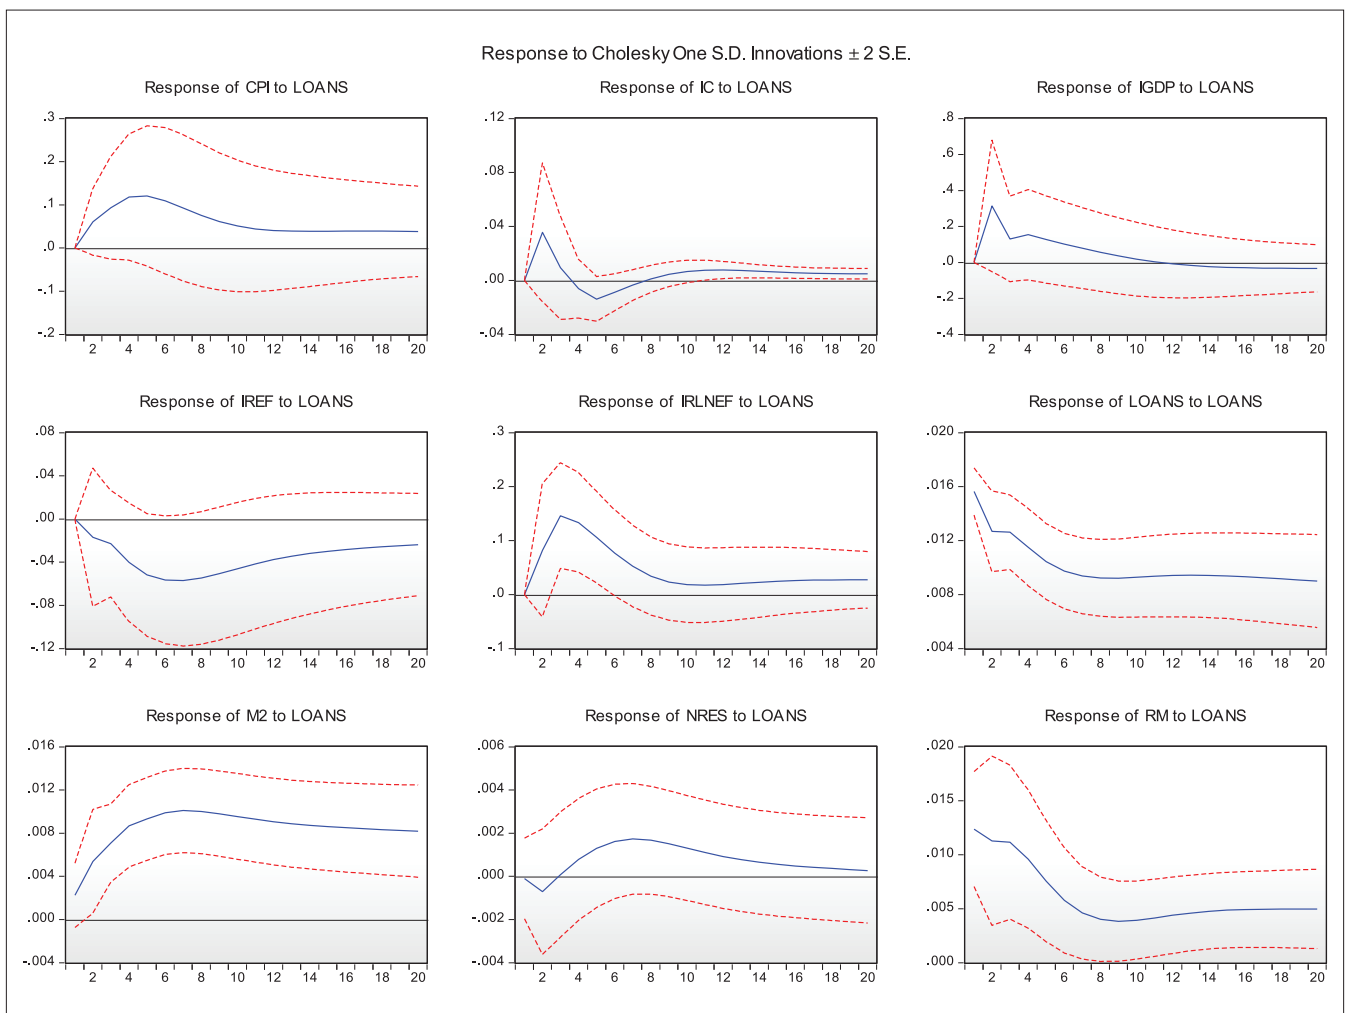 Response to Cholesky One S.D. Innovations ± 2 S.E.
Response of CPI to LOANS
.3
.2
.1
.0
-.1
-.2
2 4 6 8 10 12 14 16 18 20
Response of IC to LOANS
.12
.08
.04
.00
-.04
2 4 6 8 10 12 14 16 18 20
Response of IGDP to LOANS
.8
.6
.4
.2
.0
-.2
-.4
2 4 6 8 10 12 14 16 18 20
Response of IREF to LOANS
.08
.04
.00
-.04
-.08
-.12
2 4 6 8 10 12 14 16 18 20
Response of IRLNEF to LOANS
.3
.2
.1
.0
-.1
2 4 6 8 10 12 14 16 18 20
Response of LOANS to LOANS
.020
.016
.012
.008
.004
2 4 6 8 10 12 14 16 18 20
Response of M2 to LOANS
.016
.012
.008
.004
.000
-.004
2 4 6 8 10 12 14 16 18 20
Response of NRES to LOANS
.006
.004
.002
.000
-.002
-.004
2 4 6 8 10 12 14 16 18 20
Response of RM to LOANS
.020
.015
.010
.005
.000
2 4 6 8 10 12 14 16 18 20